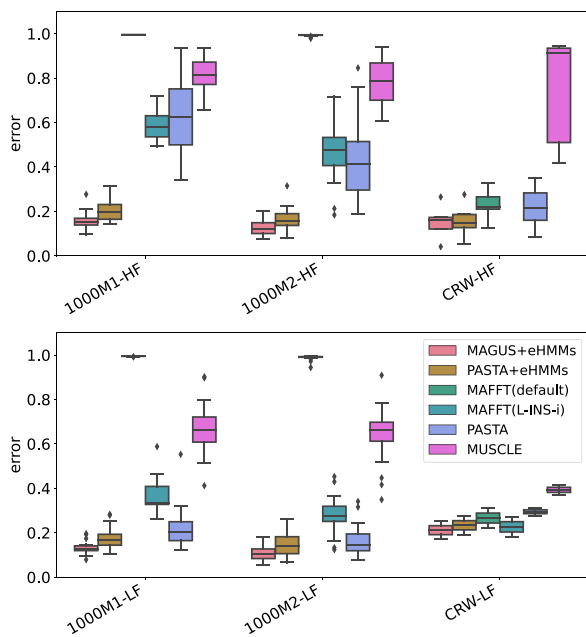 1.0
0.8
0.6
error
0.4
0.2
0.0
1000M1-HF
1000M2-HF
CRW-HF
1.0
0.8
0.6
error
0.4
0.2
0.0
MAGUS+eHMMs
PASTA+eHMMs
MAFFT(default)
MAFFT(L-INS-i)
PASTA
MUSCLE
1000M1-LF
1000M2-LF
CRW-LF